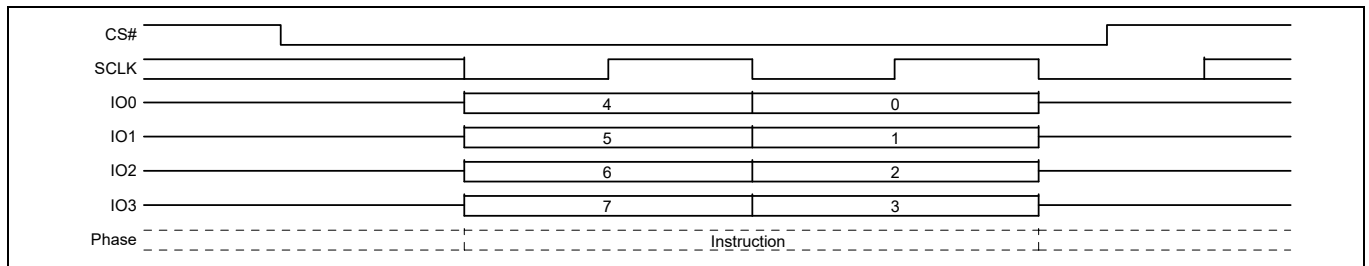 CS#
SCLK
IO0 4 0
IO1 5 1
IO2 6 2
IO3 7 3
Phase Instruction